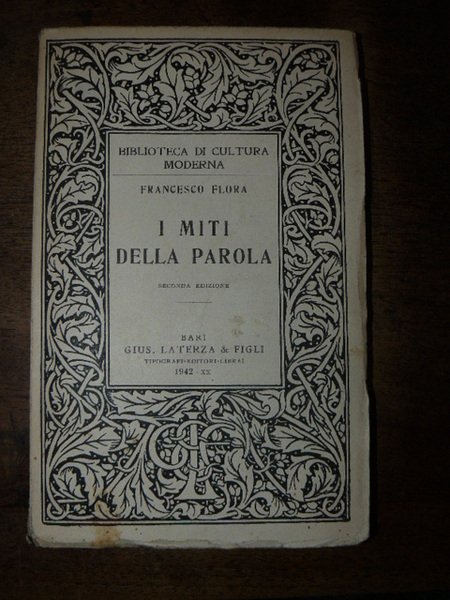 BIBLIOTECA DI CULTURA
MODERNA
FRANCESCO FLORA
I MITI
DELLA PAROLA
SECONDA EDIZIONE
BARI
GIUS. LATERZA & FIGLI
TIPOGRAFI-EDITORI-LIBRAI
1942-XX